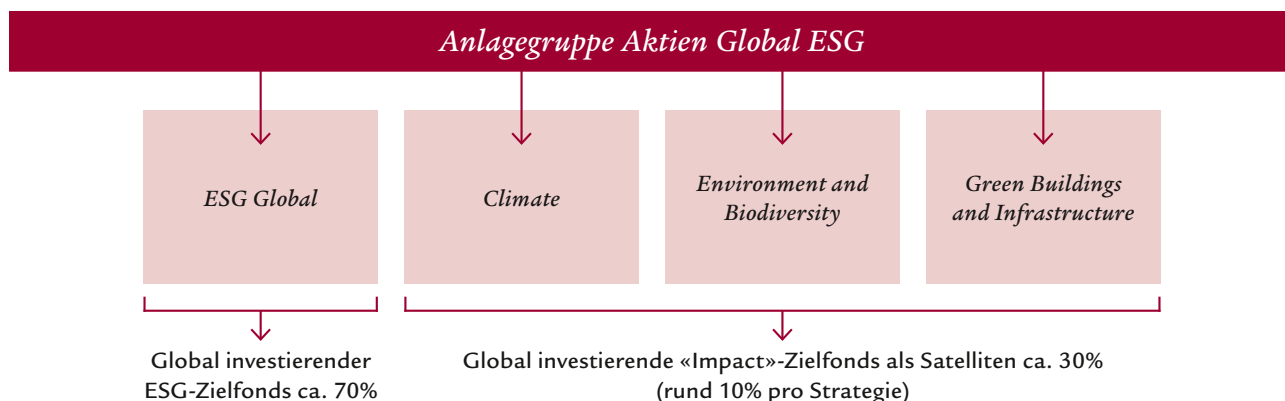 Anlagegruppe Aktien Global ESG
ESG Global
Climate
Environment and
Biodiversity
Green Buildings
and Infrastructure
Global investierender
ESG-Zielfonds ca. 70%
Global investierende «Impact»-Zielfonds als Satelliten ca. 30%
(rund 10% pro Strategie)